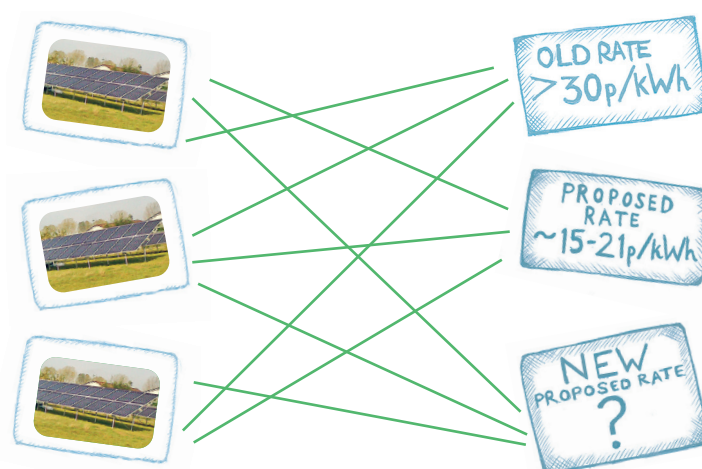 OLD RATE
>30p/kWh
PROPOSED
RATE
~15-21p/kWh
NEW
PROPOSED RATE
?